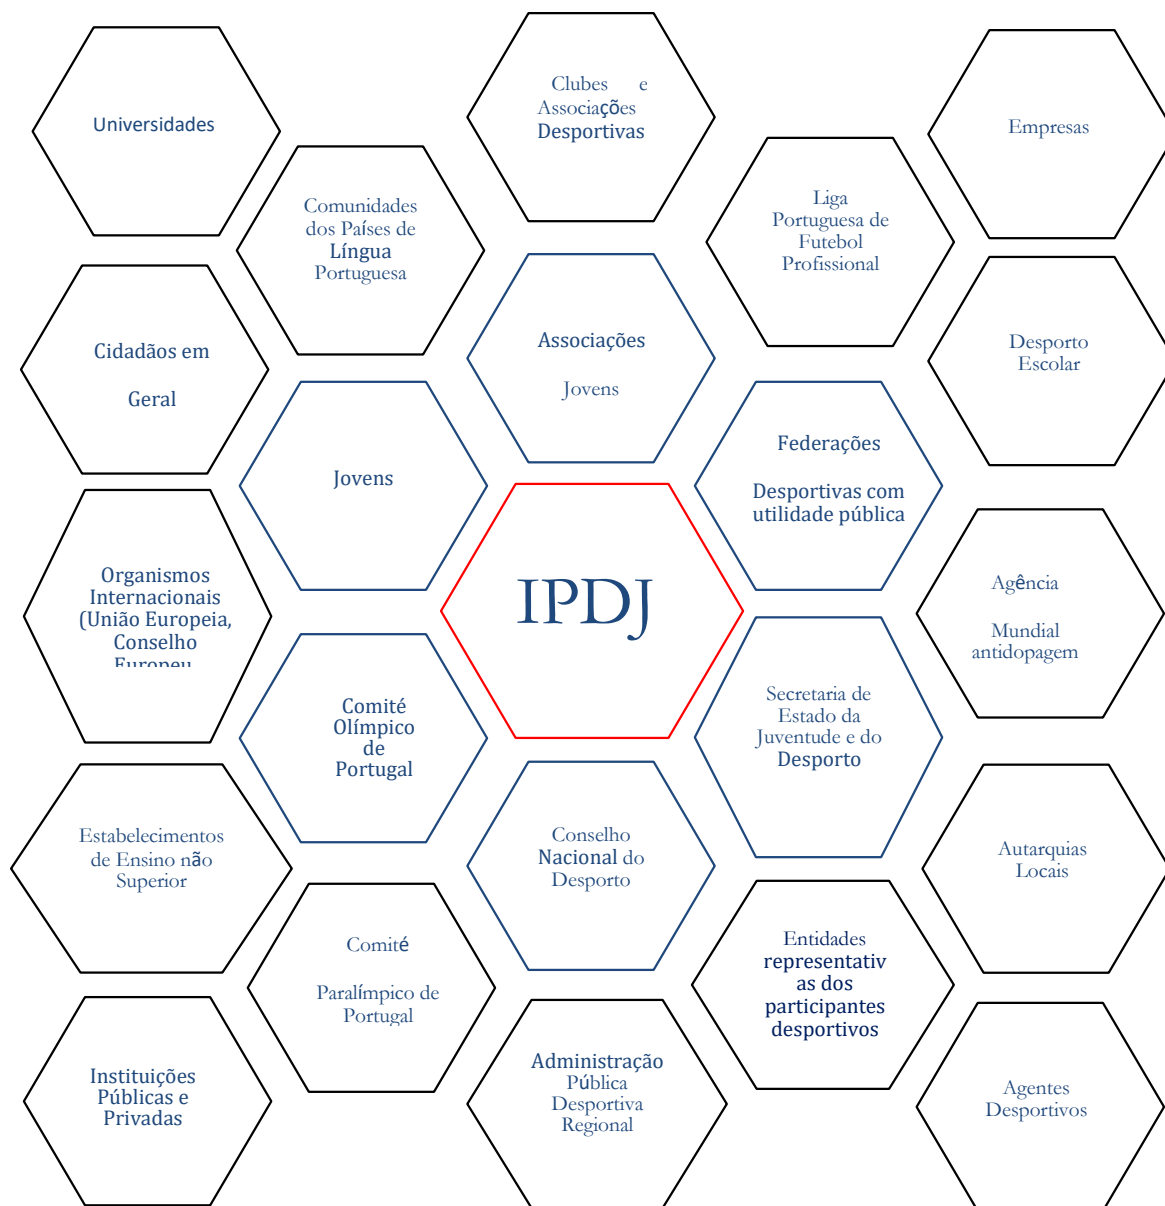 Universidades
Clubes e
Associações
Desportivas
Empresas
Comunidades
dos Países de
Língua
Portuguesa
Liga
Portuguesa de
Futebol
Profissional
Cidadãos em
Geral
Associações
Jovens
Desporto
Escolar
Jovens
Federações
Desportivas com
utilidade pública
Organismos
Internacionais
(União Europeia,
Conselho
Europeu
IPDJ
Agência
Mundial
antidopagem
Comité
Olímpico
de
Portugal
Secretaria de
Estado da
Juventude e do
Desporto
Estabelecimentos
de Ensino não
Superior
Conselho
Nacional do
Desporto
Autarquias
Locais
Comité
Paralímpico de
Portugal
Entidades
representativ
as dos
participantes
desportivos
Instituições
Públicas e
Privadas
Administração
Pública
Desportiva
Regional
Agentes
Desportivos